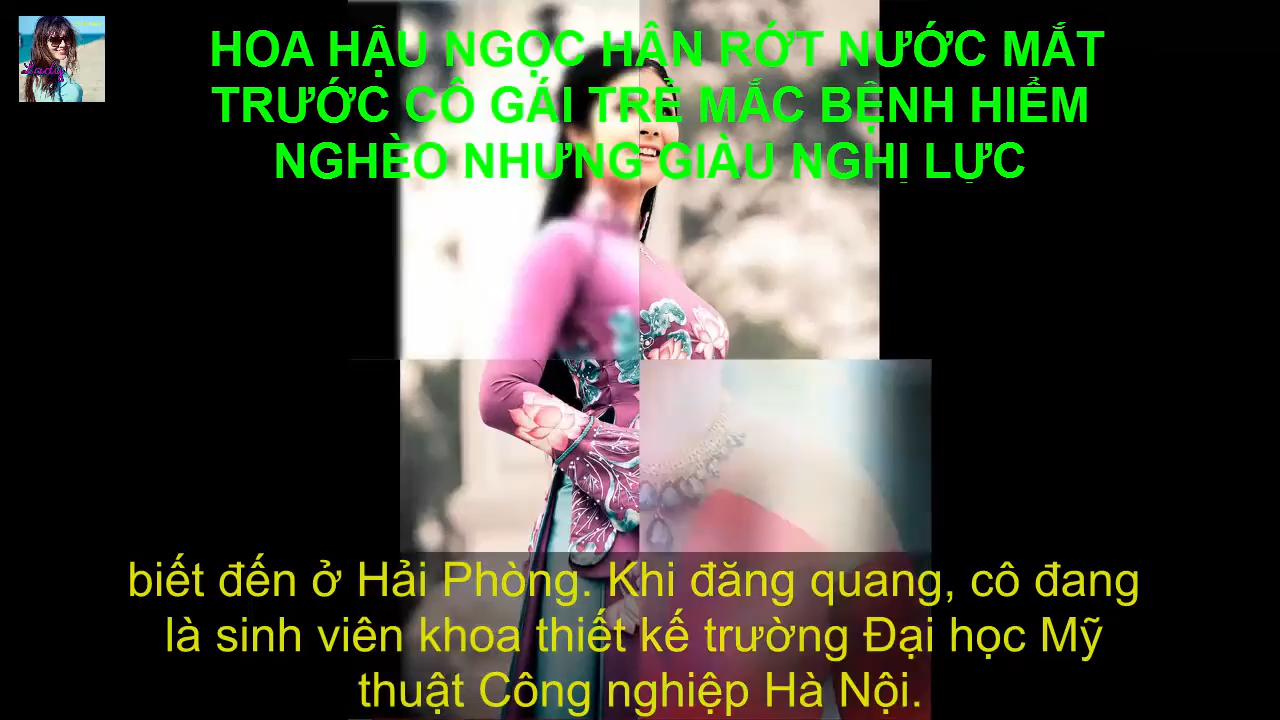 HOA HẬU NGỌC HÂN RỚT NƯỚC MẮT
TRƯỚC CÔ GÁI TRẺ MẮC BỆNH HIỂM
NGHÈO NHƯNG GIÀU NGHỊ LỰC
Lady
biết đến ở Hải Phòng. Khi đăng quang, cô đang
là sinh viên khoa thiết kế trường Đại học Mỹ
thuật Công nghiệp Hà Nội.